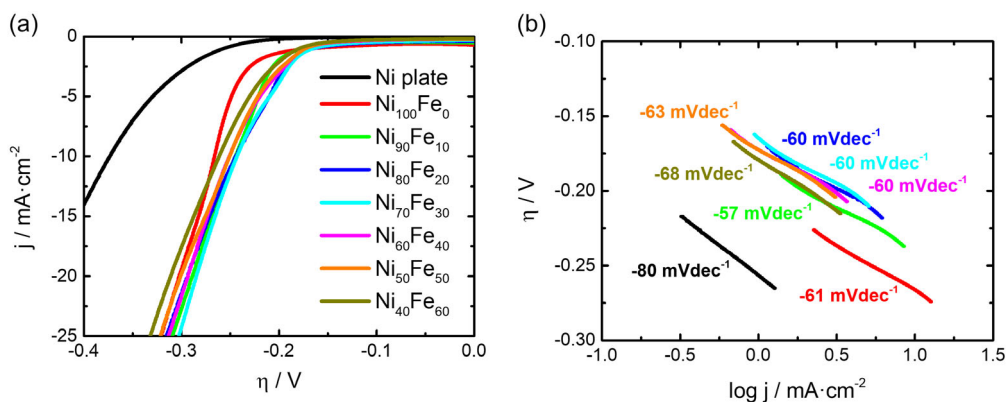 (a)
0
-5
-10
-15
-20
-25
j / mA·cm⁻²
-0.4
-0.3
-0.2
-0.1
0.0
η / V
Ni plate
Ni₁₀₀Fe₀
Ni₉₀Fe₁₀
Ni₈₀Fe₂₀
Ni₇₀Fe₃₀
Ni₆₀Fe₄₀
Ni₅₀Fe₅₀
Ni₄₀Fe₆₀
(b)
-0.10
-0.15
-0.20
-0.25
-0.30
η / V
-63 mVdec⁻¹
-60 mVdec⁻¹
-60 mVdec⁻¹
-68 mVdec⁻¹
-60 mVdec⁻¹
-57 mVdec⁻¹
-80 mVdec⁻¹
-61 mVdec⁻¹
-1.0
-0.5
0.0
0.5
1.0
1.5
log j / mA·cm⁻²